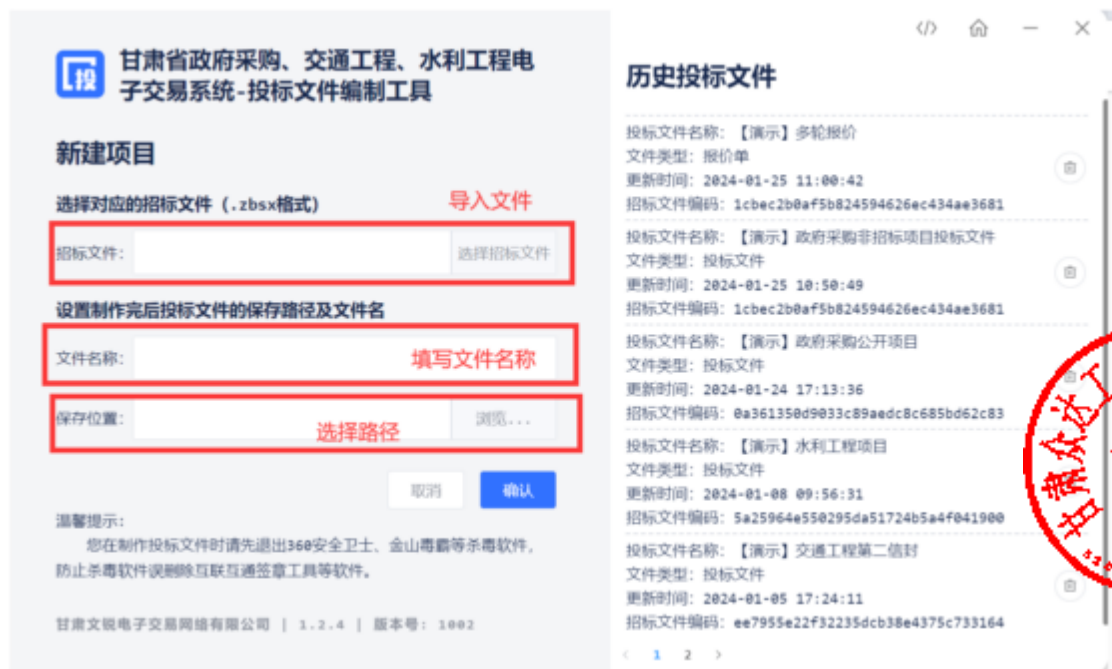 甘肃省政府采购、交通工程、水利工程电
子交易系统-投标文件编制工具
新建项目
选择对应的招标文件（.zbsx格式）
导入文件
招标文件：
选择招标文件
设置制作完后投标文件的保存路径及文件名
文件名称：
填写文件名称
保存位置：
选择路径
浏览...
取消
确认
温馨提示：
您在制作投标文件时请先退出360安全卫士、金山毒霸等杀毒软件，
防止杀毒软件误删除互联互通签章工具等软件。
甘肃文锐电子交易网络有限公司 | 1.2.4 | 版本号：1002
历史投标文件
投标文件名称：【演示】多轮报价
文件类型：报价单
更新时间：2024-01-25 11:00:42
招标文件编码：1cbec2b0af5b824594626ec434ae3681
投标文件名称：【演示】政府采购非招标项目投标文件
文件类型：投标文件
更新时间：2024-01-25 10:50:49
招标文件编码：1cbec2b0af5b824594626ec434ae3681
投标文件名称：【演示】政府采购公开项目
文件类型：投标文件
更新时间：2024-01-24 17:13:36
招标文件编码：0a361350d9033c89aedc8c685bd62c83
投标文件名称：【演示】水利工程项目
文件类型：投标文件
更新时间：2024-01-08 09:56:31
招标文件编码：5a25964e550295da51724b5a4f041900
投标文件名称：【演示】交通工程第二信封
文件类型：投标文件
更新时间：2024-01-05 17:24:11
招标文件编码：ee7955e22f32235dcb38e4375c733164
1 2
甘肃众达工